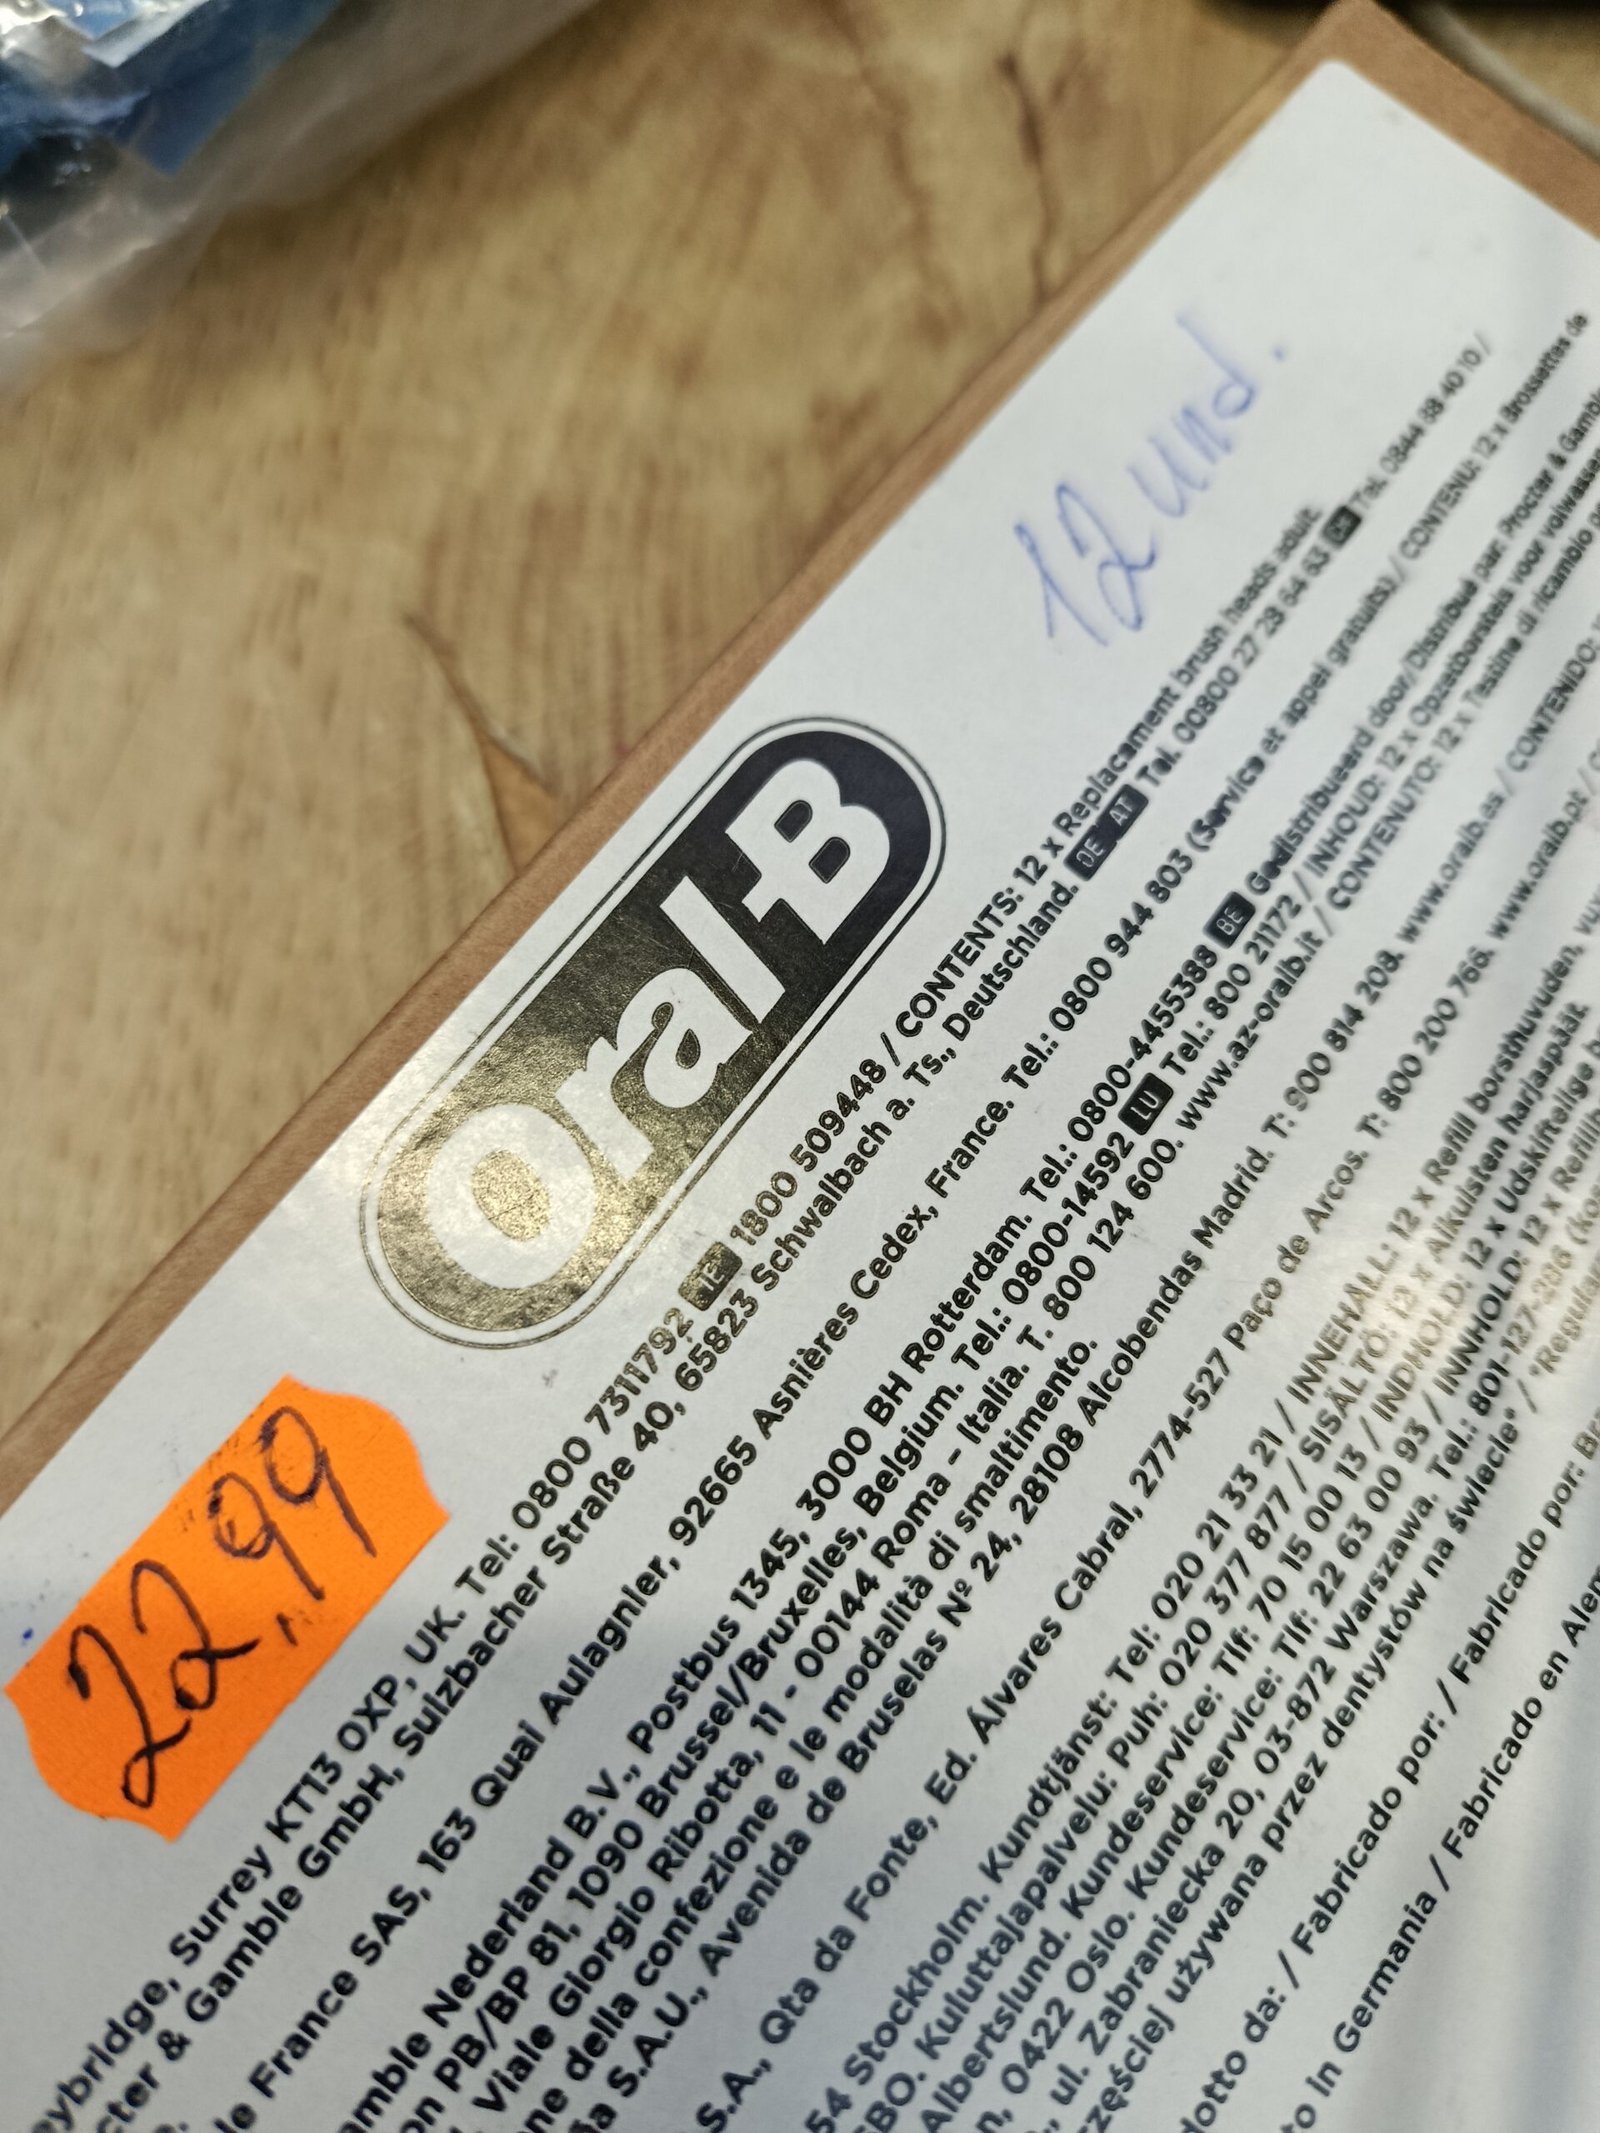 12 und.
Oral-B
22,99
eybridge, Surrey KT13 0XP, UK. Tel: 0800 7311792 IE 1800 509448 / CONTENTS: 12 x Replacement brush heads adult.
cter & Gamble GmbH, Sulzbacher Straße 40, 65823 Schwalbach a. Ts., Deutschland. DE AT Tel. 00800 27 28 64 63 CH Tel. 0844 88 40 10 /
le France SAS, 163 Quai Aulagnier, 92665 Asnières Cedex, France. Tel.: 0800 944 803 (Service et appel gratuits) / CONTENU: 12 x Brossettes de
amble Nederland B.V., Postbus 1345, 3000 BH Rotterdam. Tel.: 0800-4455388 BE Gedistribueerd door/Distribué par: Procter & Gamble
on PB/BP 81, 1090 Brussel/Bruxelles, Belgium. Tel.: 0800-14592 LU Tel.: 800 21172 / INHOUD: 12 x Opzetborstels voor volwassenen
Viale Giorgio Ribotta, 11 - 00144 Roma - Italia. T. 800 124 600. www.az-oralb.it / CONTENUTO: 12 x Testine di ricambio
ne della confezione e le modalità di smaltimento.
S.A.U., Avenida de Bruselas Nº 24, 28108 Alcobendas Madrid. T: 900 814 208. www.oralb.es / CONTENIDO:
S.A., Qta da Fonte, Ed. Álvares Cabral, 2774-527 Paço de Arcos. T: 800 200 766. www.oralb.pt /
54 Stockholm. Kundtjänst: Tel: 020 21 33 21 / INNEHÅLL: 12 x Refill borsthuvuden,
SBO. Kuluttajapalvelu: Puh: 020 377 877 / SISÄLTÖ: 12 x Aikuisten harjaspäät.
Albertslund. Kundeservice: Tlf: 70 15 00 13 / INDHOLD: 12 x Udskiftelige
0422 Oslo. Kundeservice: Tlf: 22 63 00 93 / INNHOLD: 12 x Refill
ul. Zabraniecka 20, 03-872 Warszawa. Tel.: 801-127-286
zęściej używana przez dentystów na świecie* /
dotto da: / Fabricado por: / Fabricado por:
to in Germania / Fabricado en